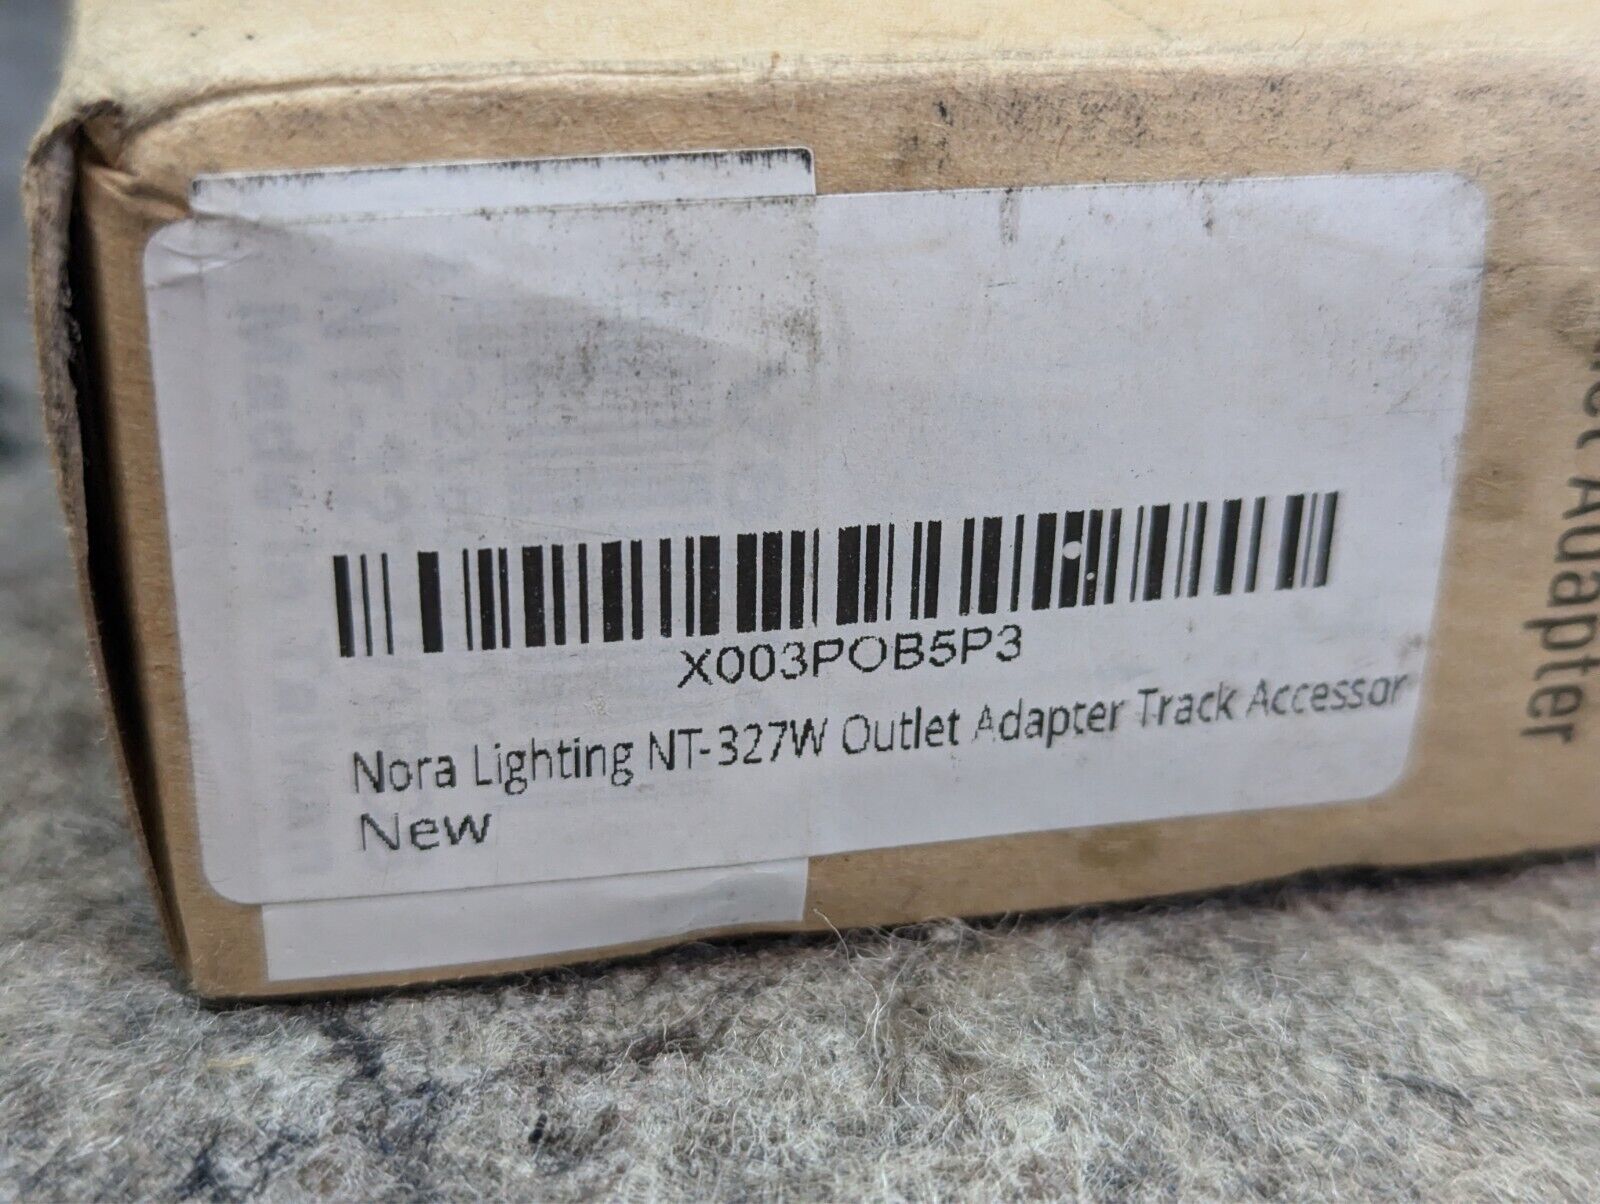 X003POB5P3
Nora Lighting NT-327W Outlet Adapter Track Accessor
New
Adapter